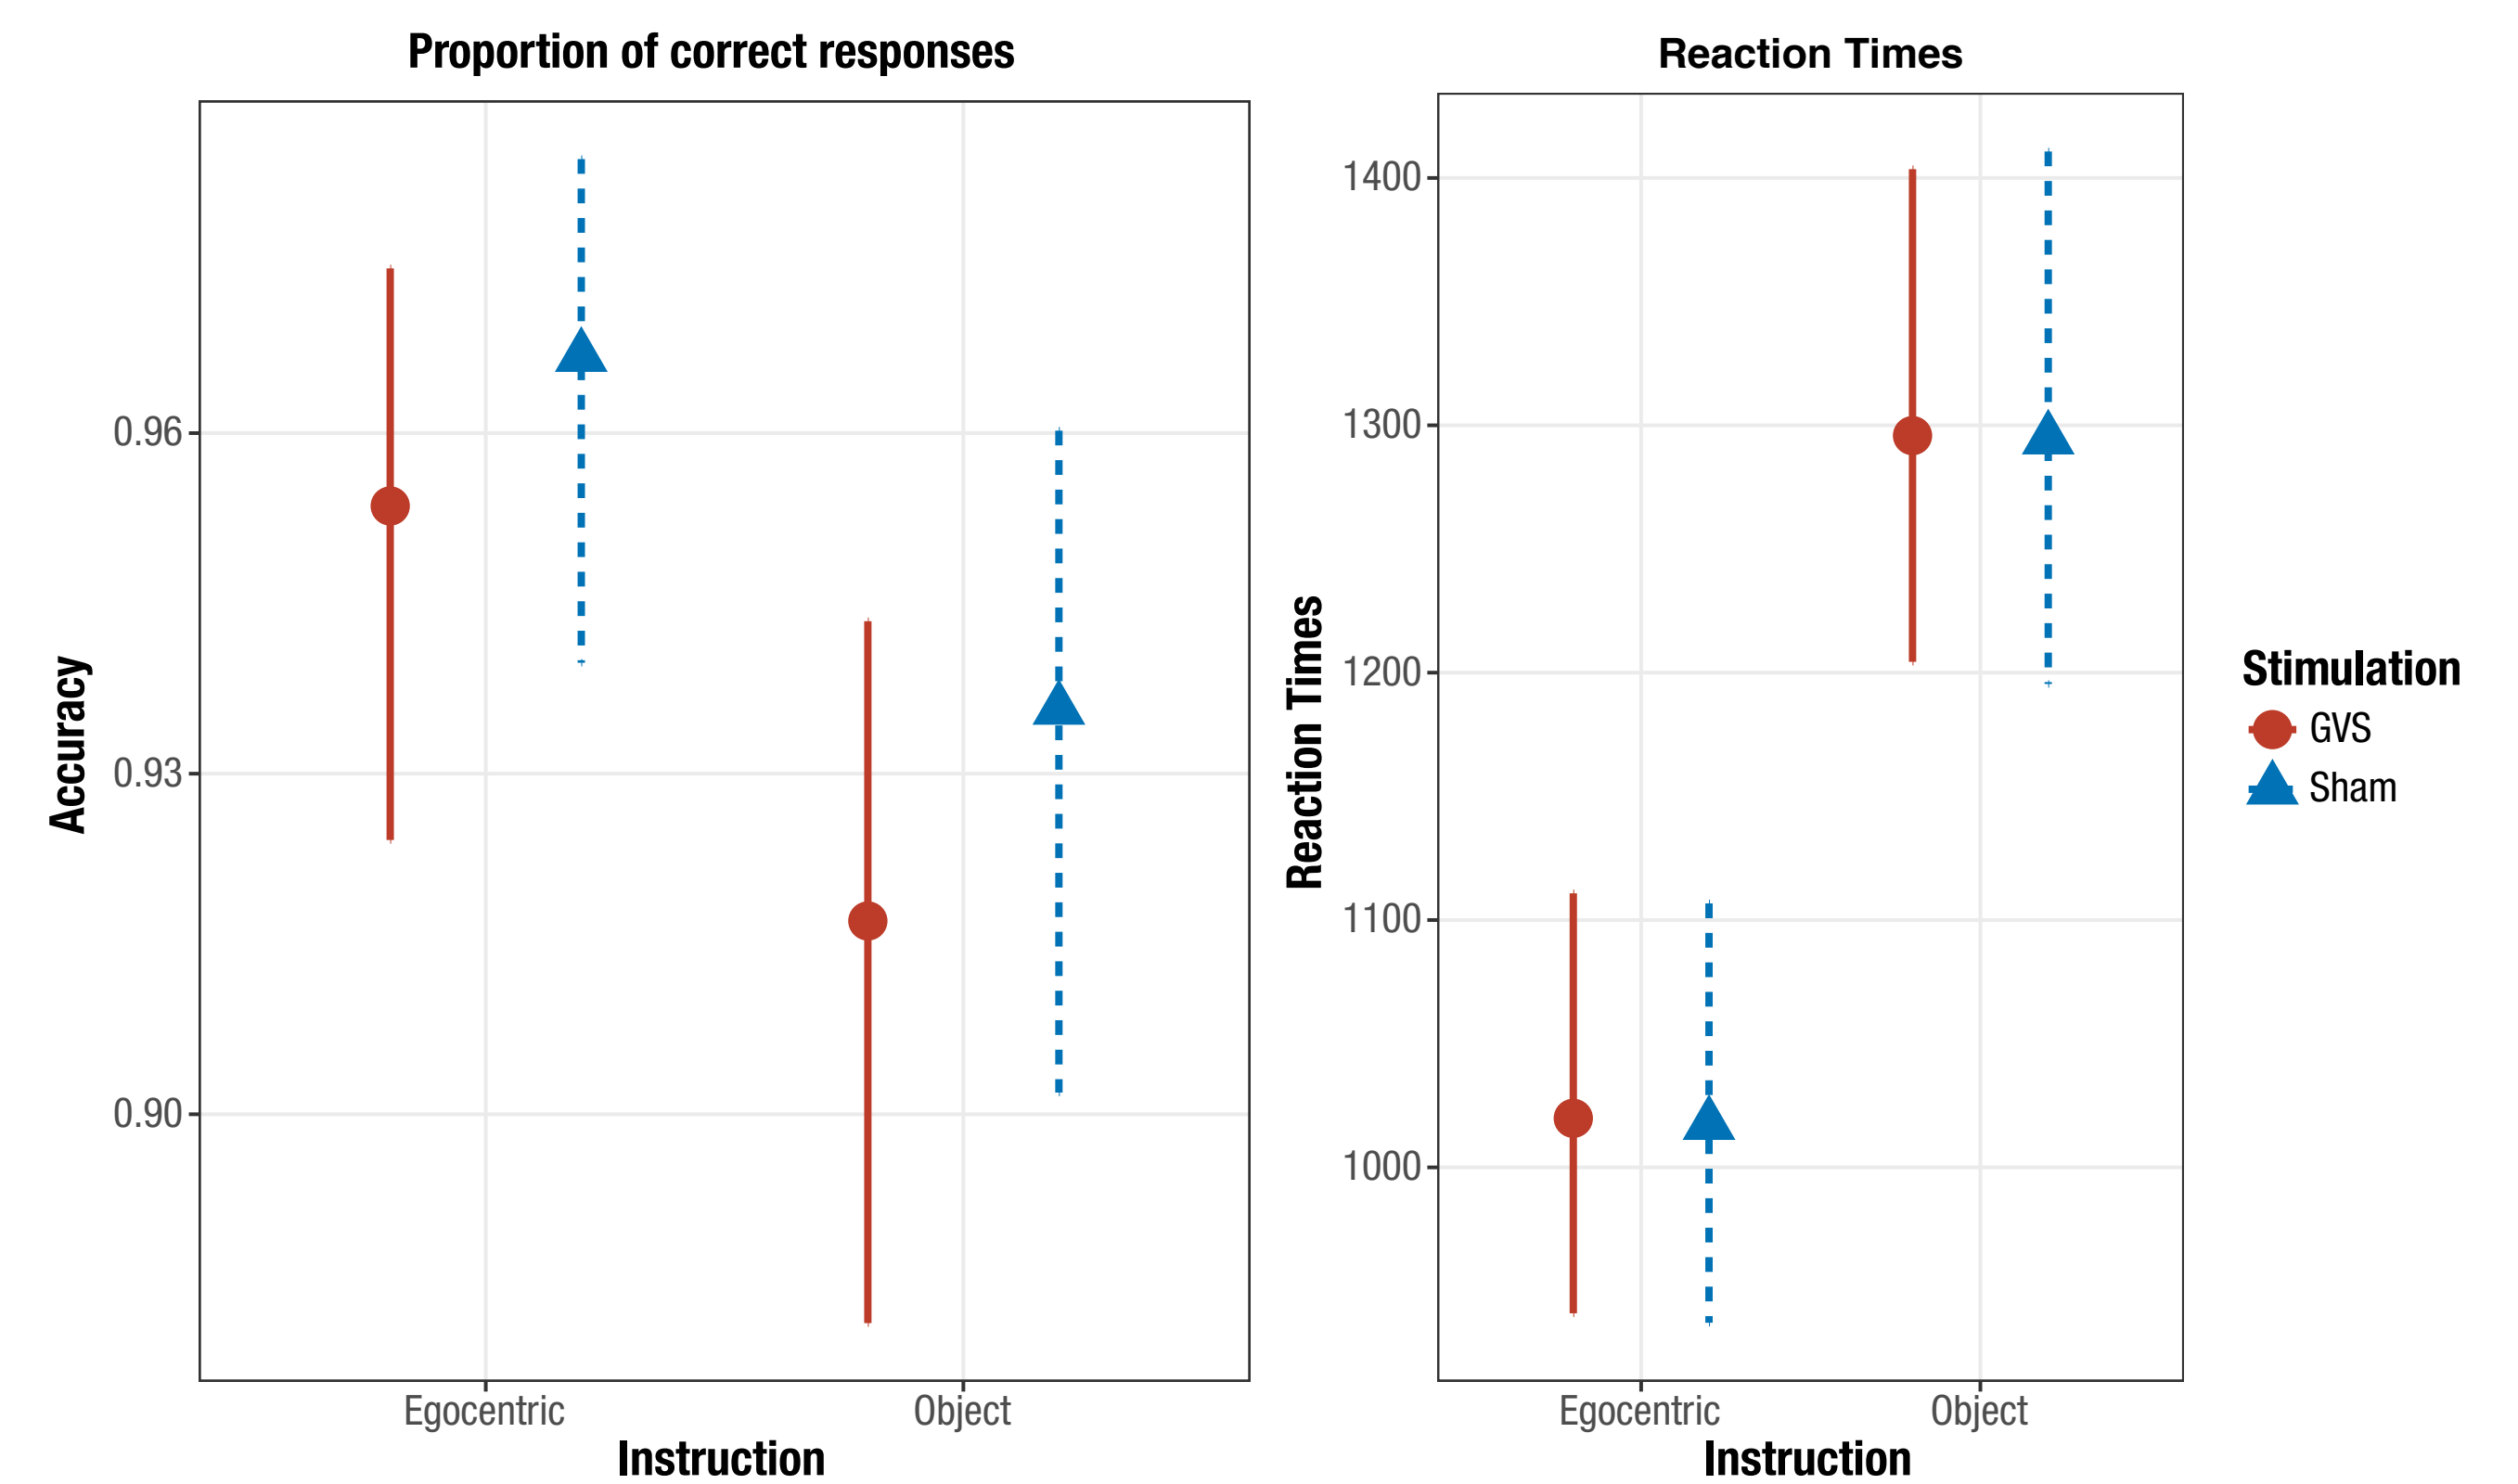 Proportion of correct responses
Accuracy
0.96
0.93
0.90
Egocentric
Object
Instruction
Reaction Times
Reaction Times
1400
1300
1200
1100
1000
Egocentric
Object
Instruction
Stimulation
GVS
Sham